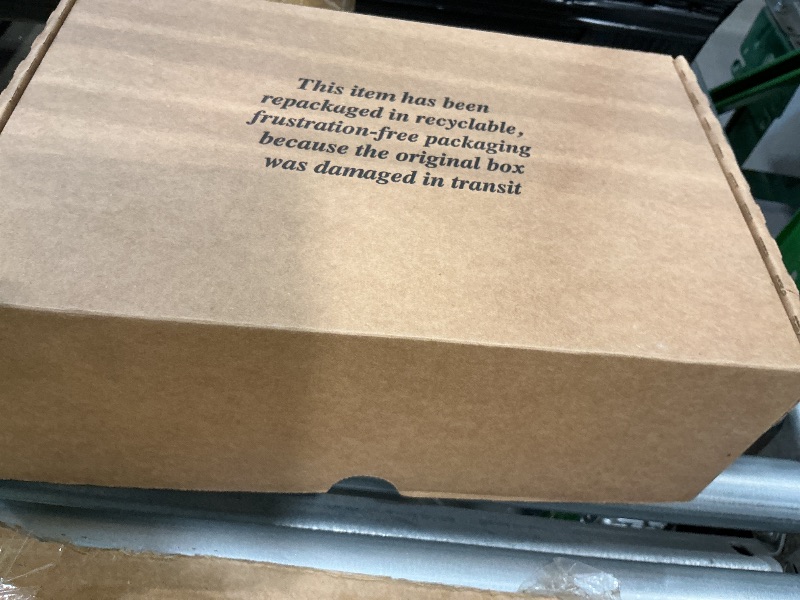 This item has been
repackaged in recyclable,
frustration-free packaging
because the original box
was damaged in transit